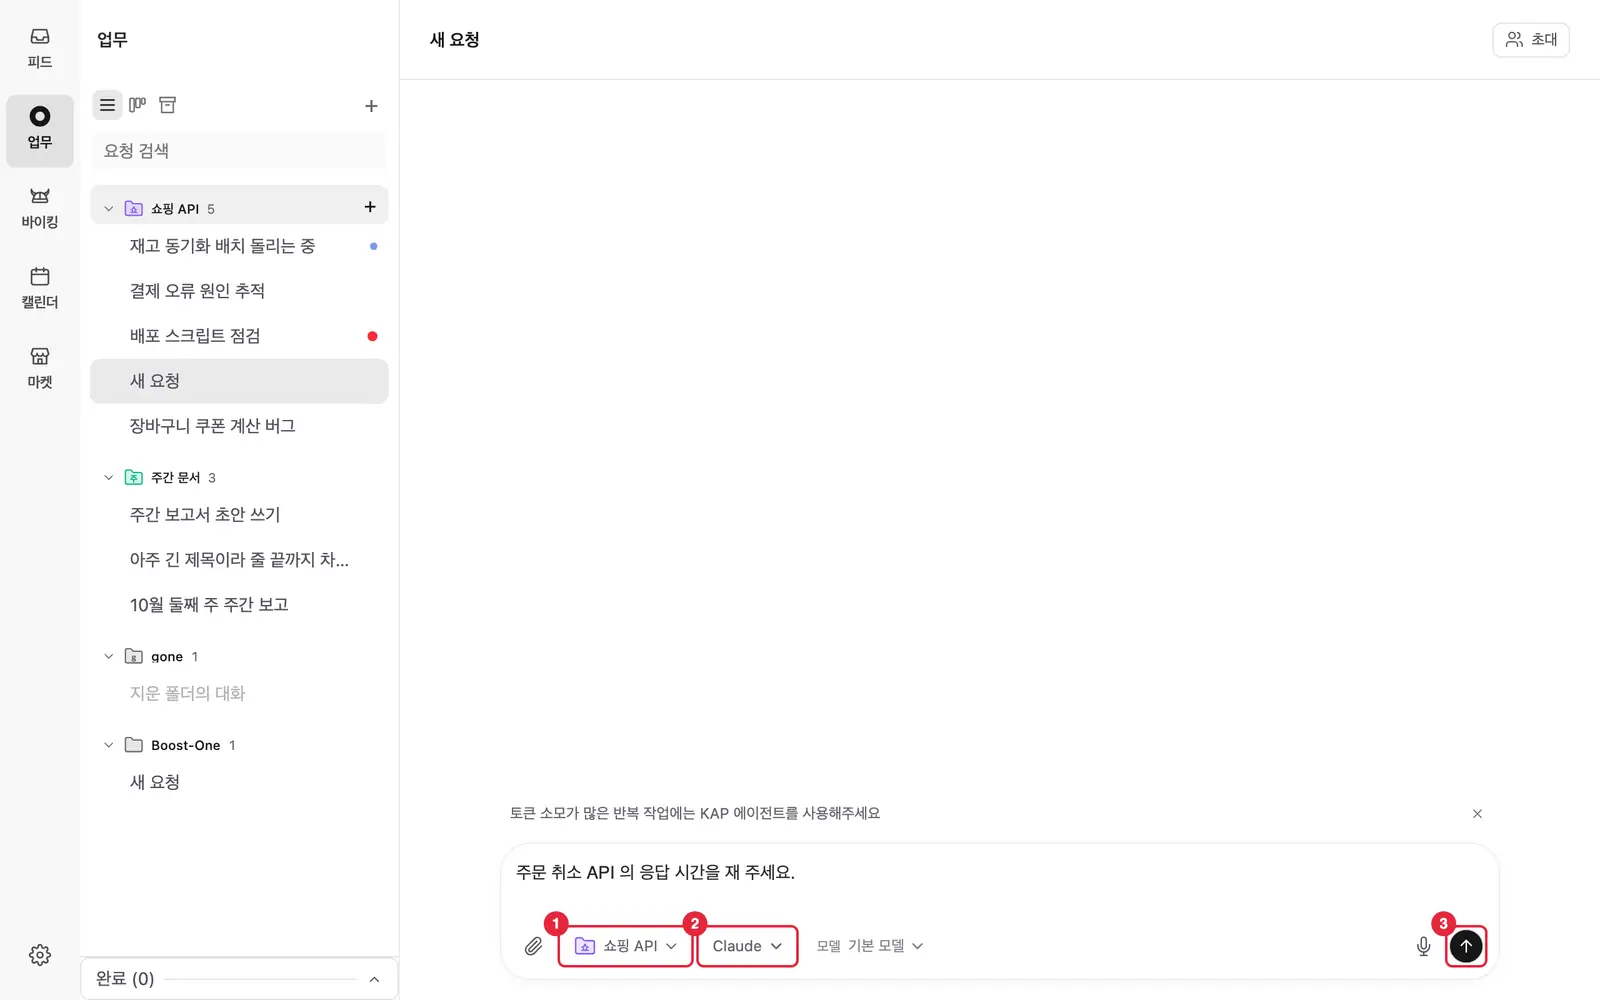 피드
업무
바이킹
캘린더
마켓
업무
요청 검색
쇼 쇼핑 API 5
재고 동기화 배치 돌리는 중
결제 오류 원인 추적
배포 스크립트 점검
새 요청
장바구니 쿠폰 계산 버그
주 주간 문서 3
주간 보고서 초안 쓰기
아주 긴 제목이라 줄 끝까지 차...
10월 둘째 주 주간 보고
g gone 1
지운 폴더의 대화
Boost-One 1
새 요청
완료 (0)
새 요청
초대
토큰 소모가 많은 반복 작업에는 KAP 에이전트를 사용해주세요
주문 취소 API 의 응답 시간을 재 주세요.
1 2 3
쇼 쇼핑 API Claude 모델 기본 모델